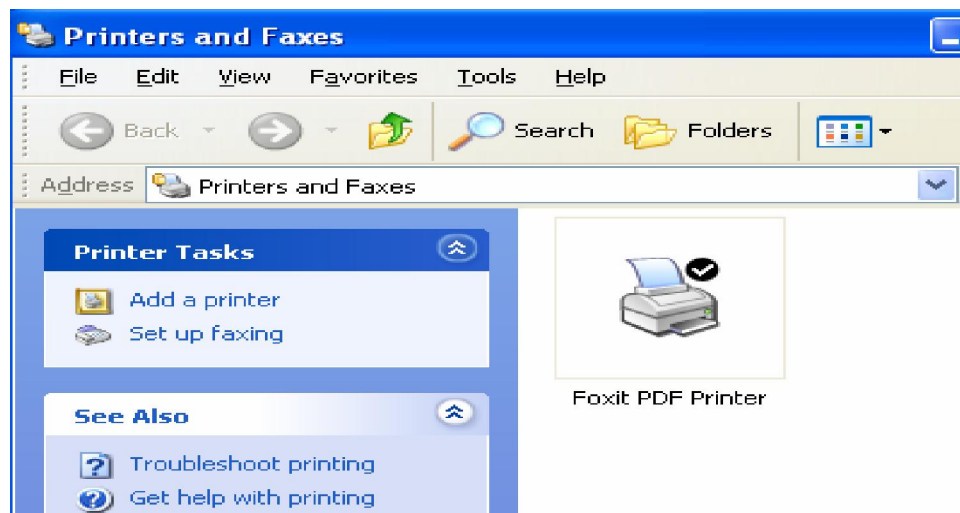 Printers and Faxes
File Edit View Favorites Tools Help
Back Search Folders
Address Printers and Faxes
Printer Tasks
Add a printer
Set up faxing
See Also
Troubleshoot printing
Get help with printing
Foxit PDF Printer